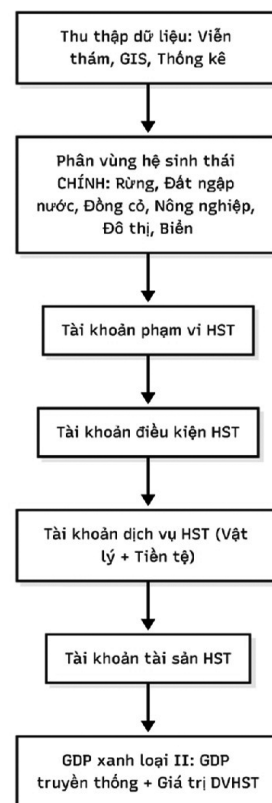 Thu thập dữ liệu: Viễn
thám, GIS, Thống kê
Phân vùng hệ sinh thái
CHÍNH: Rừng, Đất ngập
nước, Đồng cỏ, Nông nghiệp,
Đô thị, Biển
Tài khoản phạm vi HST
Tài khoản điều kiện HST
Tài khoản dịch vụ HST (Vật
lý + Tiền tệ)
Tài khoản tài sản HST
GDP xanh loại II: GDP
truyền thống + Giá trị DVHST